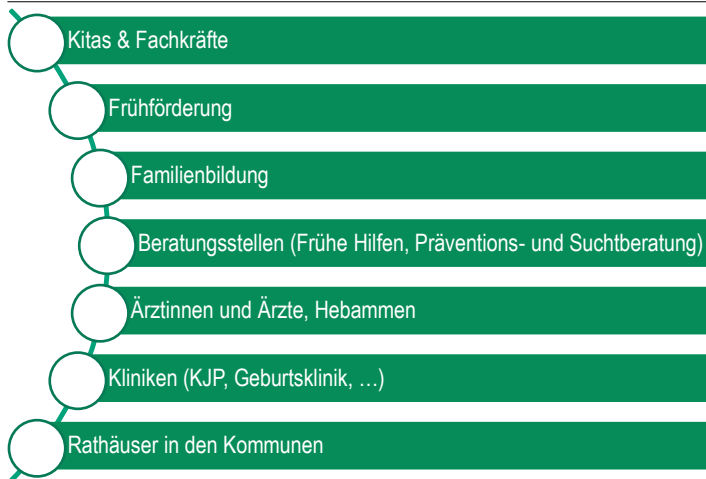 Kitas & Fachkräfte
Frühförderung
Familienbildung
Beratungsstellen (Frühe Hilfen, Präventions- und Suchtberatung)
Ärztinnen und Ärzte, Hebammen
Kliniken (KJP, Geburtsklinik, …)
Rathäuser in den Kommunen